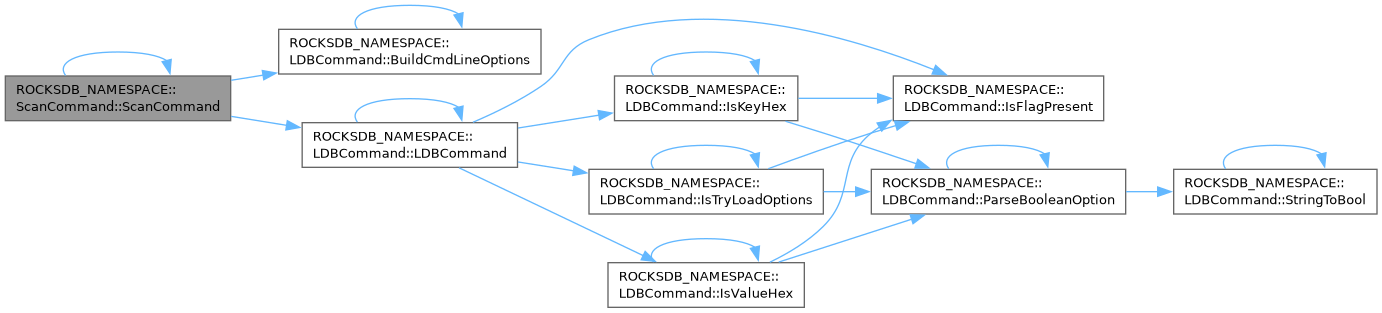 ROCKSDB_NAMESPACE::
ScanCommand::ScanCommand
ROCKSDB_NAMESPACE::
LDBCommand::BuildCmdLineOptions
ROCKSDB_NAMESPACE::
LDBCommand::LDBCommand
ROCKSDB_NAMESPACE::
LDBCommand::IsKeyHex
ROCKSDB_NAMESPACE::
LDBCommand::IsTryLoadOptions
ROCKSDB_NAMESPACE::
LDBCommand::IsValueHex
ROCKSDB_NAMESPACE::
LDBCommand::IsFlagPresent
ROCKSDB_NAMESPACE::
LDBCommand::ParseBooleanOption
ROCKSDB_NAMESPACE::
LDBCommand::StringToBool